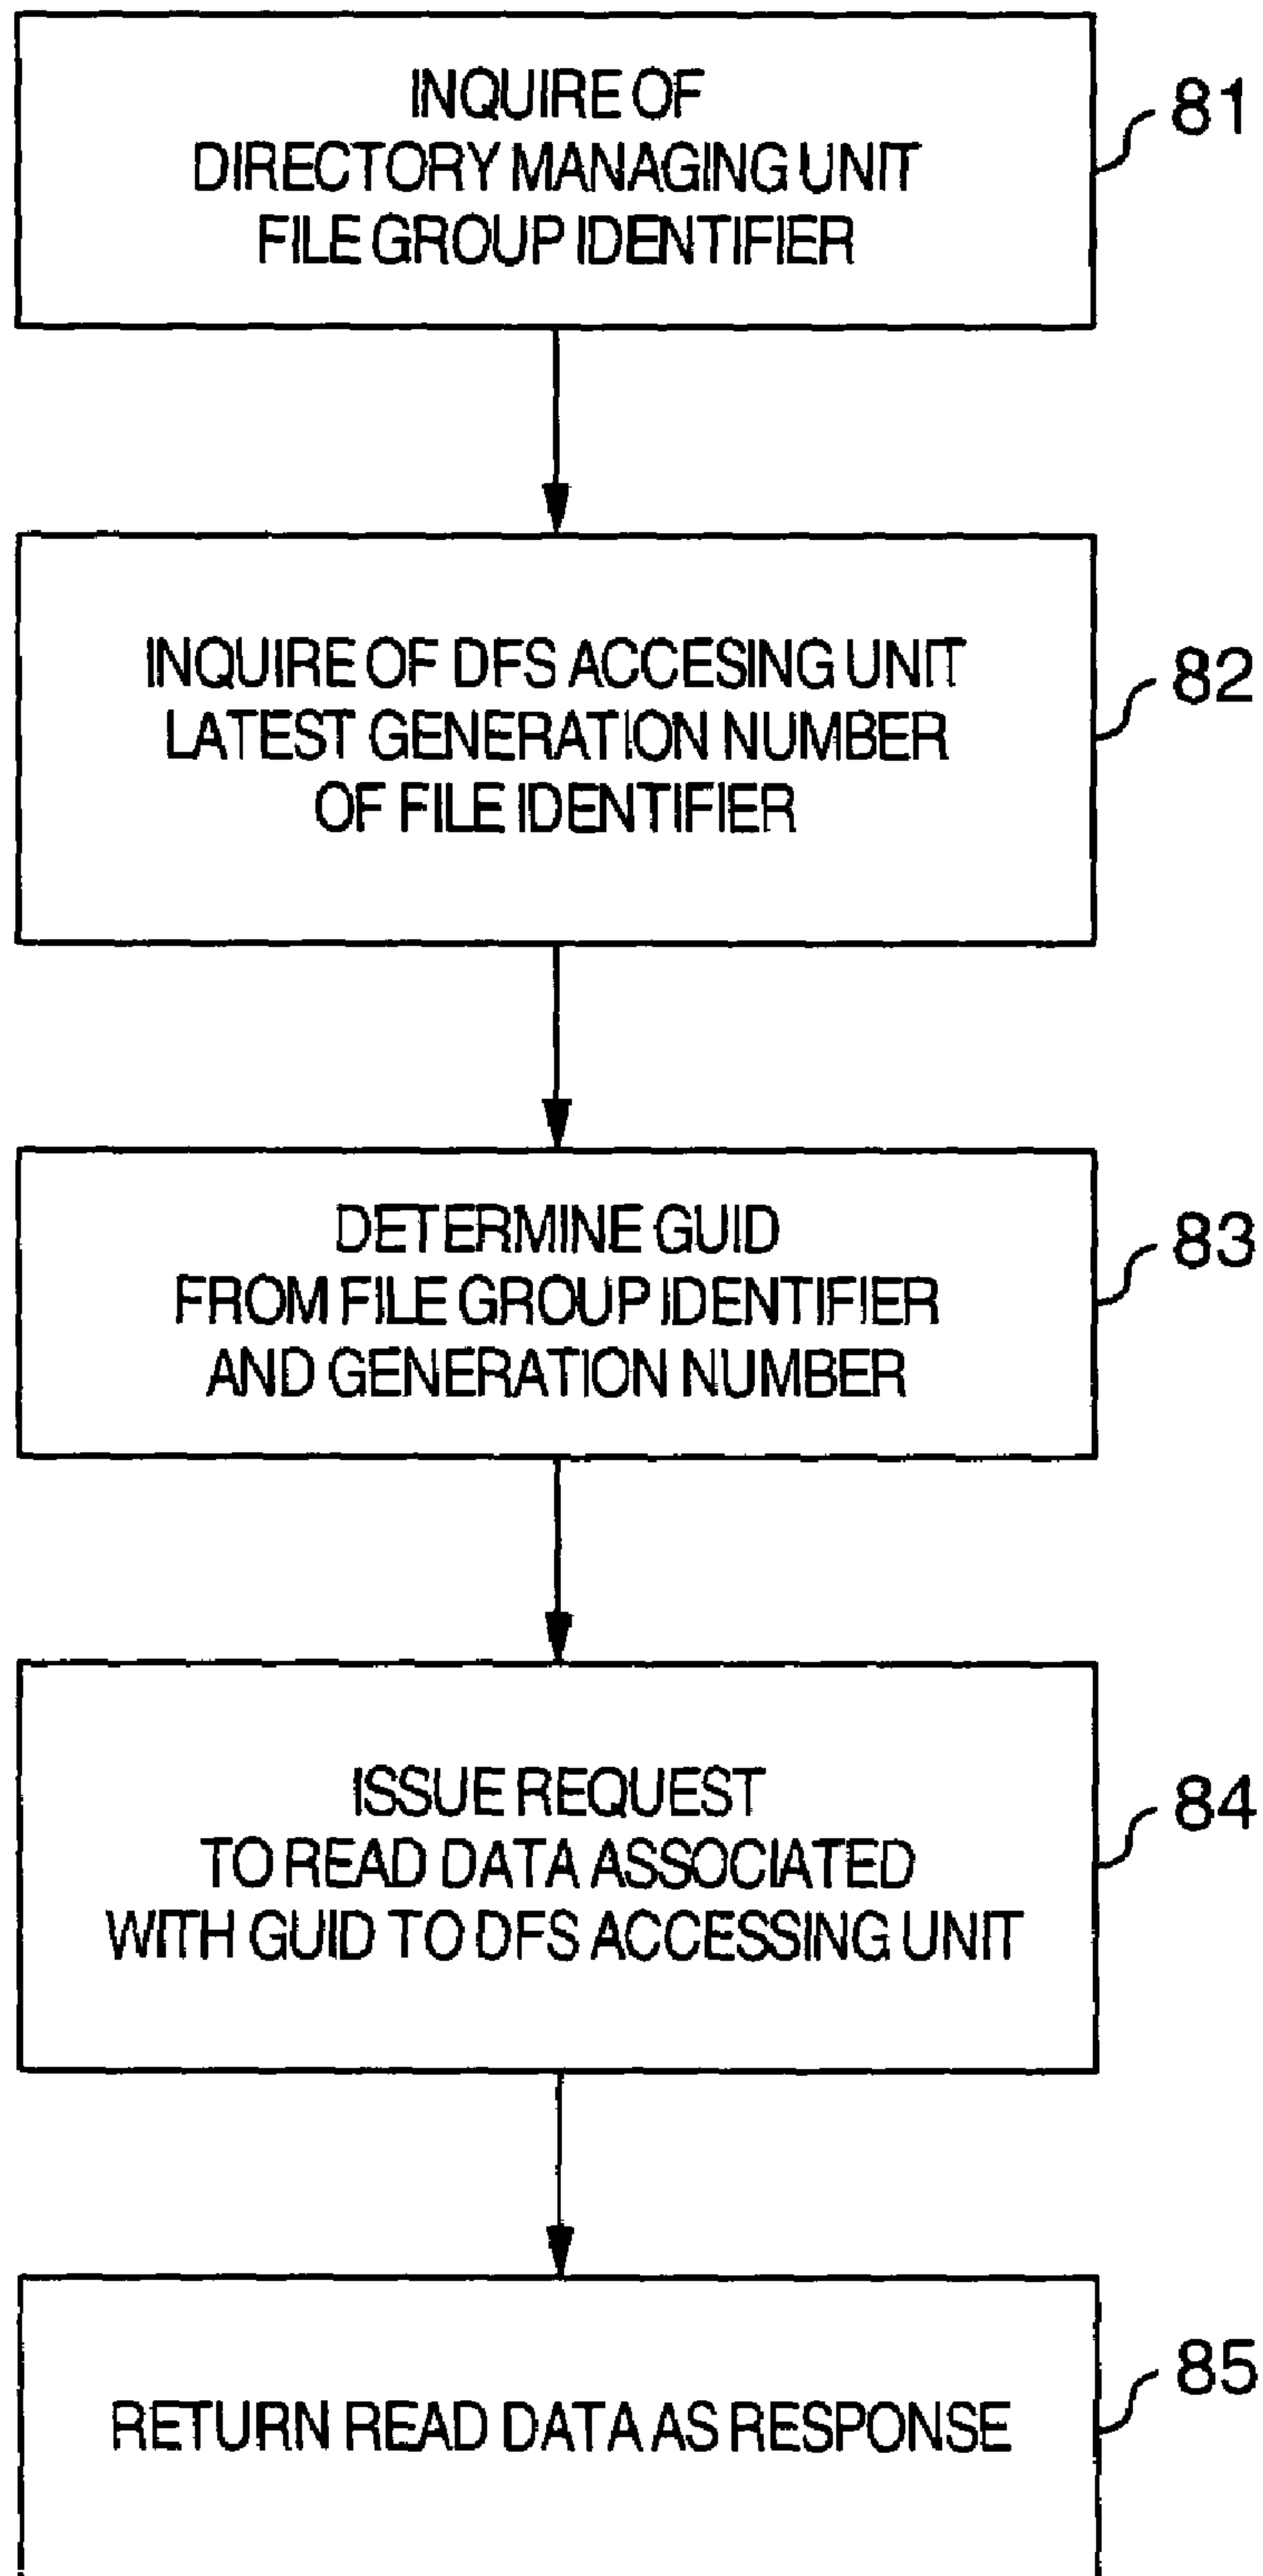 INQUIRE OF
DIRECTORY MANAGING UNIT
FILE GROUP IDENTIFIER
81
INQUIRE OF DFS ACCESING UNIT
LATEST GENERATION NUMBER
OF FILE IDENTIFIER
82
DETERMINE GUID
FROM FILE GROUP IDENTIFIER
AND GENERATION NUMBER
83
ISSUE REQUEST
TO READ DATA ASSOCIATED
WITH GUID TO DFS ACCESSING UNIT
84
RETURN READ DATA AS RESPONSE
85